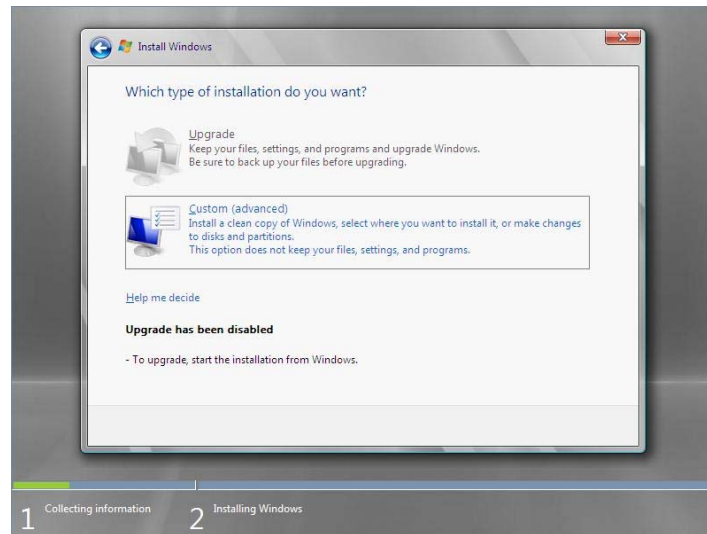 Install Windows
Which type of installation do you want?
Upgrade
Keep your files, settings, and programs and upgrade Windows.
Be sure to back up your files before upgrading.
Custom (advanced)
Install a clean copy of Windows, select where you want to install it, or make changes
to disks and partitions.
This option does not keep your files, settings, and programs.
Help me decide
Upgrade has been disabled
- To upgrade, start the installation from Windows.
1 Collecting information
2 Installing Windows